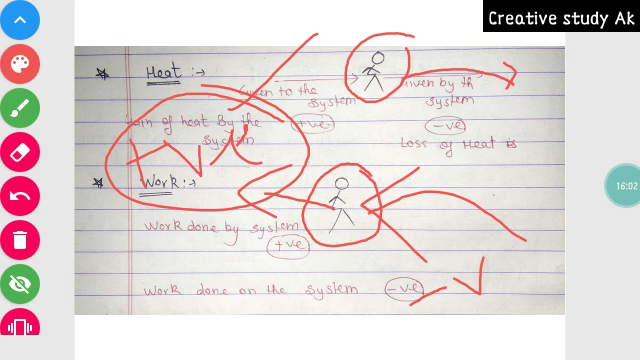 Creative study Ak
Heat :→
Given to the system
+ve
Given by the system
-ve
Gain of heat By the system
Loss of Heat is
+ve
Work :→
Work done by system
+ve
Work done on the system -ve
-v
16:02